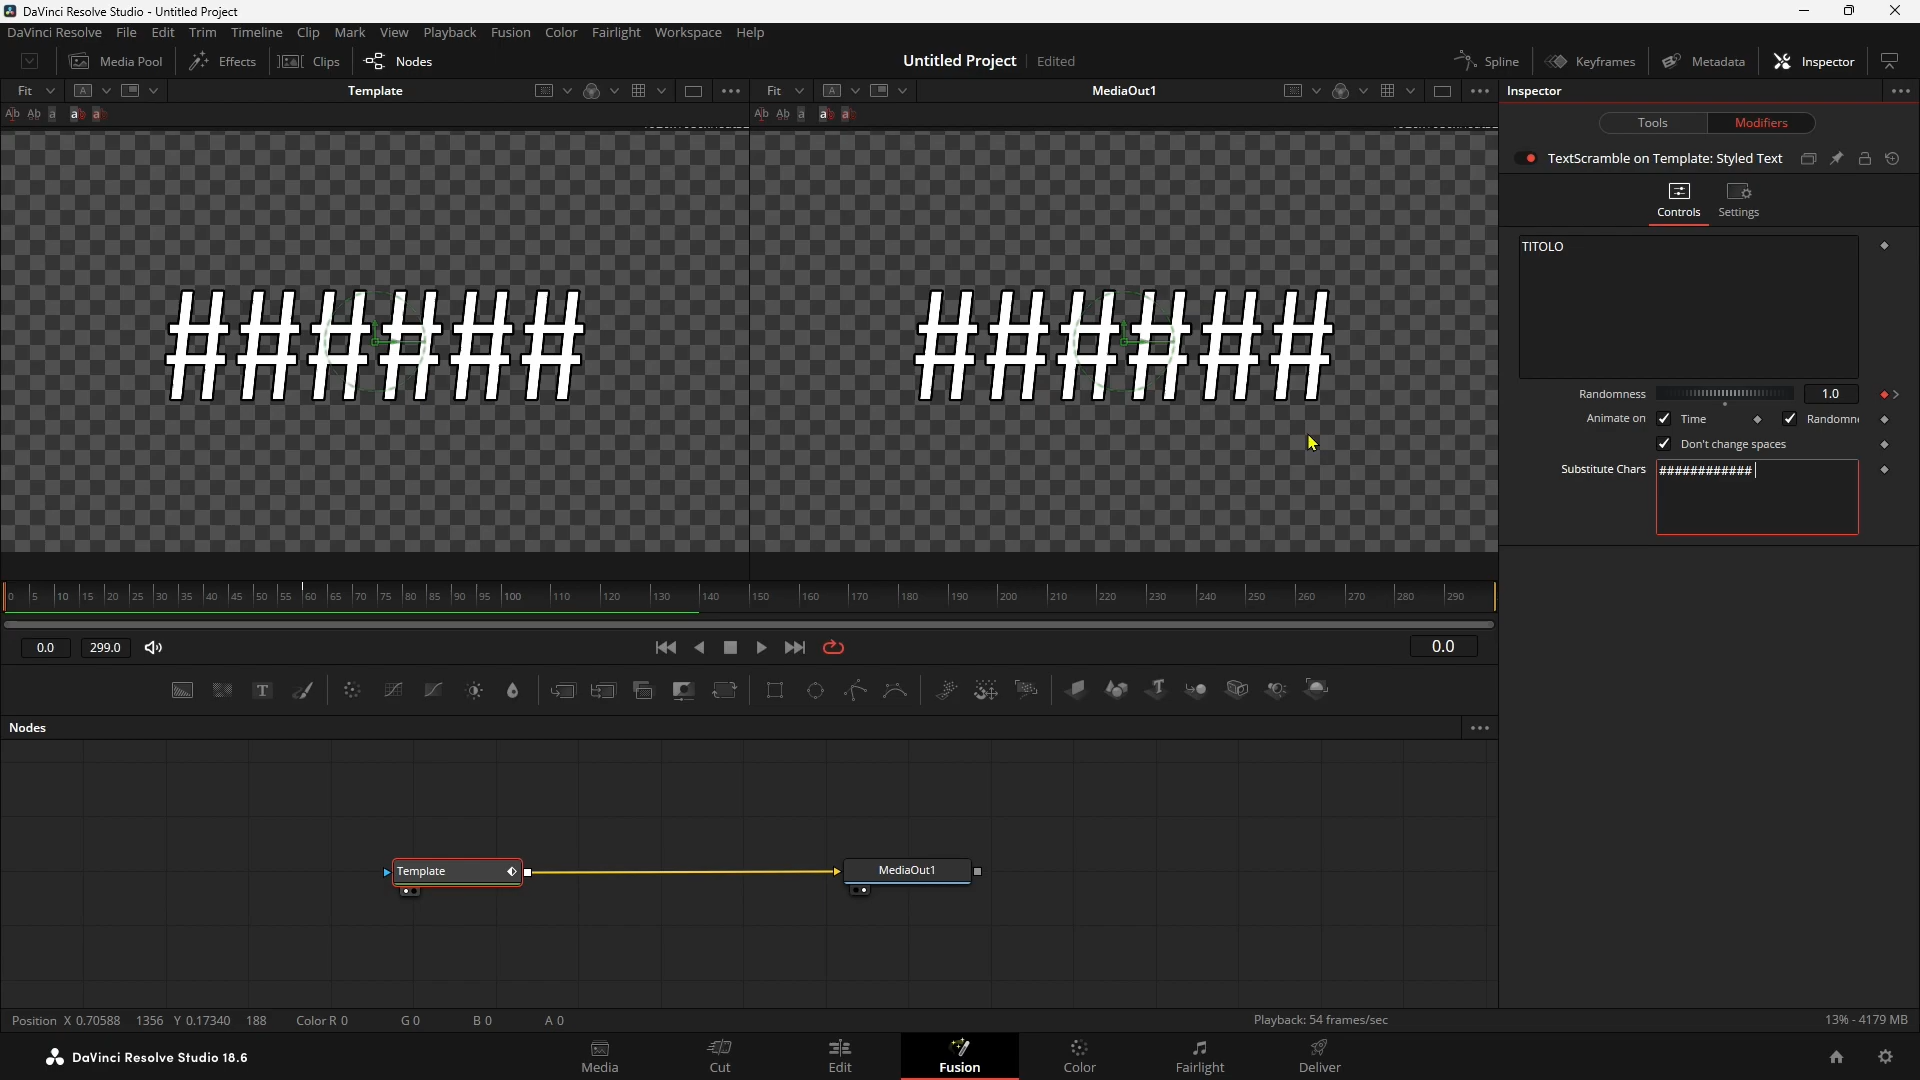 DaVinci Resolve Studio - Untitled Project
DaVinci Resolve File Edit Trim Timeline Clip Mark View Playback Fusion Color Fairlight Workspace Help
Media Pool Effects Clips Nodes Untitled Project Edited Spline Keyframes Metadata Inspector
Fit A Template Fit A MediaOut1 Inspector
Tools Modifiers
TextScramble on Template: Styled Text
Controls Settings
TITOLO
###### ######
Randomness 1.0
Animate on Time Randomne
Don't change spaces
Substitute Chars ############
0 5 10 15 20 25 30 35 40 45 50 55 60 65 70 75 80 85 90 95 100 110 120 130 140 150 160 170 180 190 200 210 220 230 240 250 260 270 280 290
0.0 299.0 0.0
Nodes
Template MediaOut1
Position X 0.70588 1356 Y 0.17340 188 Color R 0 G 0 B 0 A 0 Playback: 54 frames/sec 13% - 4179 MB
DaVinci Resolve Studio 18.6 Media Cut Edit Fusion Color Fairlight Deliver